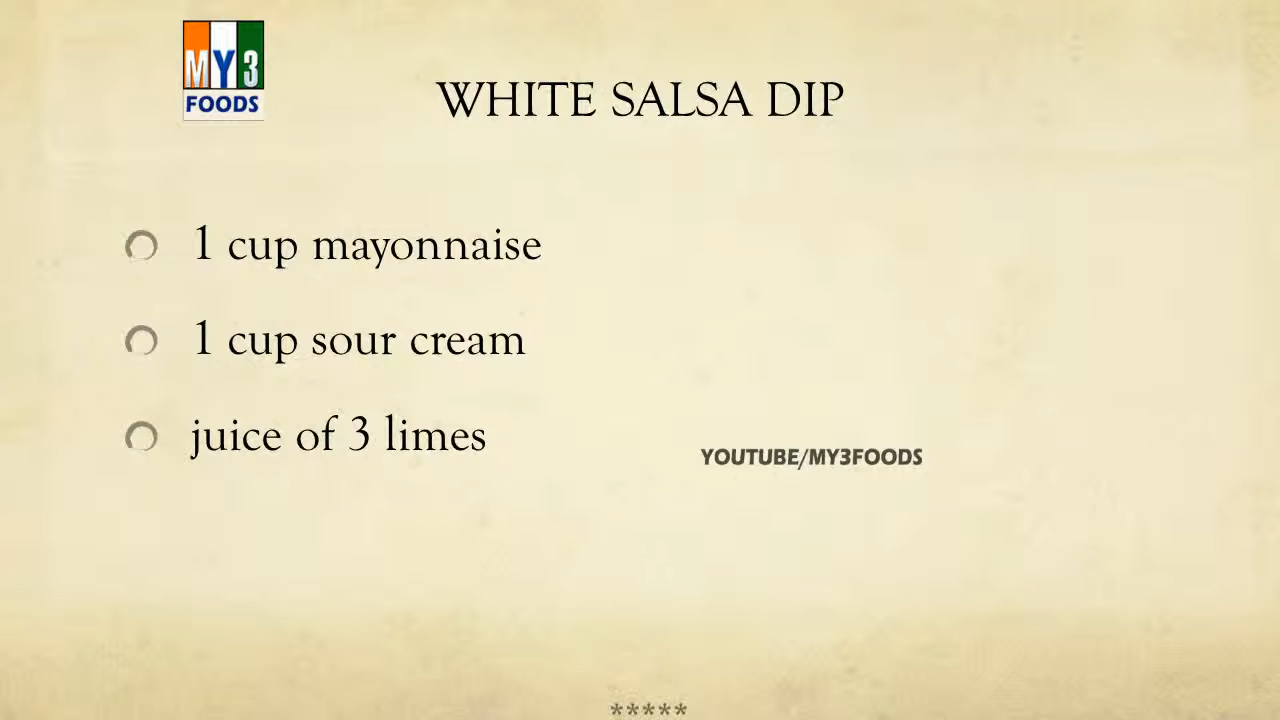 MY3
FOODS
WHITE SALSA DIP
1 cup mayonnaise
1 cup sour cream
juice of 3 limes
YOUTUBE/MY3FOODS
*****